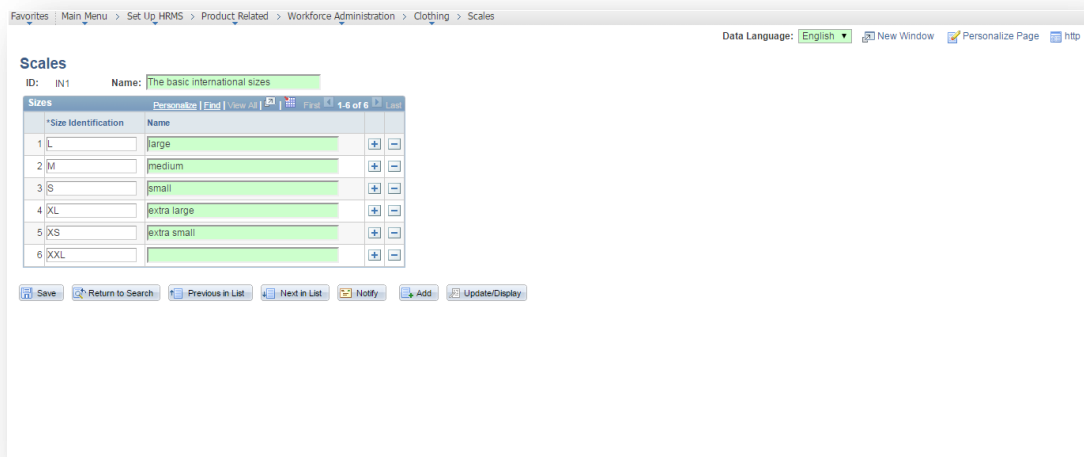 Favorites | Main Menu > Set Up HRMS > Product Related > Workforce Administration > Clothing > Scales
Data Language: English New Window Personalize Page http
Scales
ID: IN1 Name: The basic international sizes
Sizes Personalize | Find | View All | | First 1-6 of 6 Last
*Size Identification Name
1 L large
2 M medium
3 S small
4 XL extra large
5 XS extra small
6 XXL
Save Return to Search Previous in List Next in List Notify Add Update/Display